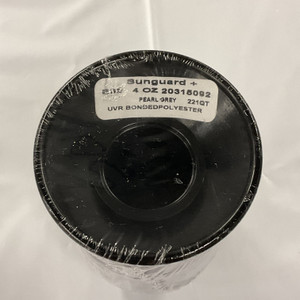 Sunguard +
4 OZ 20315092
PEARL GREY 221QT
UVR BONDEDPOLYESTER